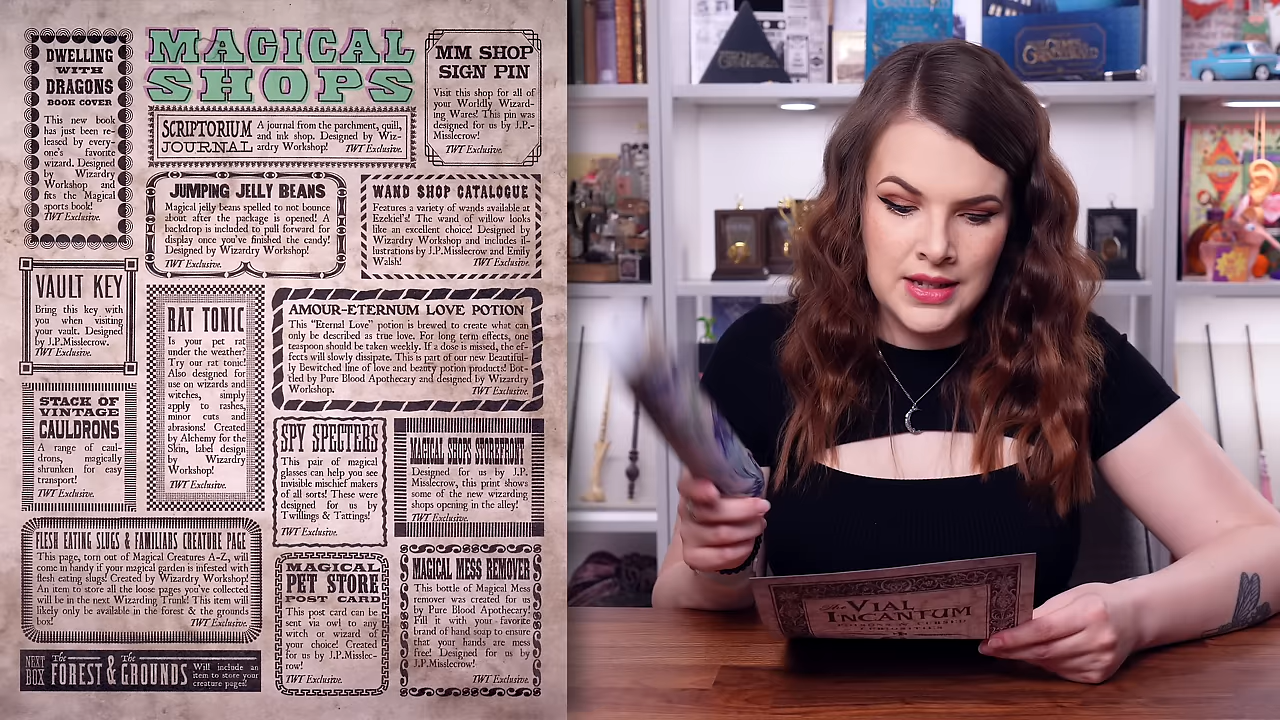 MAGICAL
SHOPS
DWELLING
WITH
DRAGONS
BOOK COVER
This new book
has just been re-
leased by every-
one's favorite
wizard. Designed
by Wizardry
Workshop and
fits the Magical
sports book!
TWT Exclusive.
SCRIPTORIUM
JOURNAL
A journal from the parchment, quill,
and ink shop. Designed by Wiz-
ardry Workshop! TWT Exclusive.
MM SHOP
SIGN PIN
Visit this shop for all of
your Worldly Wizard-
ing Wares! This pin was
designed for us by J.P.-
Misslecrow!
TWT Exclusive.
JUMPING JELLY BEANS
Magical jelly beans spelled to not bounce
about after the package is opened! A
backdrop is included to pull forward for
display once you've finished the candy!
Designed by Wizardry Workshop!
TWT Exclusive.
WAND SHOP CATALOGUE
Features a variety of wands available at
Ezekiel's! The wand of willow looks
like an excellent choice! Designed by
Wizardry Workshop and includes il-
lustrations by J.P.Misslecrow and Emily
Walsh! TWT Exclusive.
VAULT KEY
Bring this key with
you when visiting
your vault. Designed
by J.P.Misslecrow.
TWT Exclusive.
RAT TONIC
Is your pet rat
under the weather?
Try our rat tonic!
Also designed for
use on wizards and
witches, simply
apply to rashes,
minor cuts and
abrasions! Created
by Alchemy for the
Skin, label design
by Wizardry
Workshop!
TWT Exclusive.
AMOUR-ETERNUM LOVE POTION
This "Eternal Love" potion is brewed to create what can
only be described as true love. For long term effects, one
teaspoon should be taken weekly. If a dose is missed, the ef-
fects will slowly dissipate. This is part of our new Beautiful-
ly Bewitched line of love and beauty potion products! Bot-
tled by Pure Blood Apothecary and designed by Wizardry
Workshop. TWT Exclusive.
STACK OF
VINTAGE
CAULDRONS
A range of caul-
drons, magically
shrunken for easy
transport!
TWT Exclusive.
SPY SPECTERS
This pair of magical
glasses can help you see
invisible mischief makers
of all sorts! These were
designed for us by
Twillings & Tattings!
TWT Exclusive.
MAGICAL SHOPS STOREFRONT
Designed for us by J.P.
Misslecrow, this print shows
some of the new wizarding
shops opening in the alley!
TWT Exclusive.
FLESH EATING SLUGS & FAMILIARS CREATURE PAGE
This page, torn out of Magical Creatures A-Z, will
come in handy if your magical garden is infested with
flesh eating slugs! Created by Wizardry Workshop!
An item to store all the loose pages you've collected
will be in the next Wizarding Trunk! This item will
likely only be available in the forest & the grounds
box! TWT Exclusive.
MAGICAL
PET STORE
POST CARD
This post card can be
sent via owl to any
witch or wizard of
your choice! Created
for us by J.P.Misslec-
row!
TWT Exclusive.
MAGICAL MESS REMOVER
This bottle of Magical Mess
remover was created for us
by Pure Blood Apothecary!
Fill it with your favorite
brand of hand soap to ensure
that your hands are mess
free! Designed for us by
J.P.Misslecrow!
TWT Exclusive.
NEXT
BOX
The FOREST & The GROUNDS
Will include an
item to store your
creature pages!
The VIAL
INCANTUM